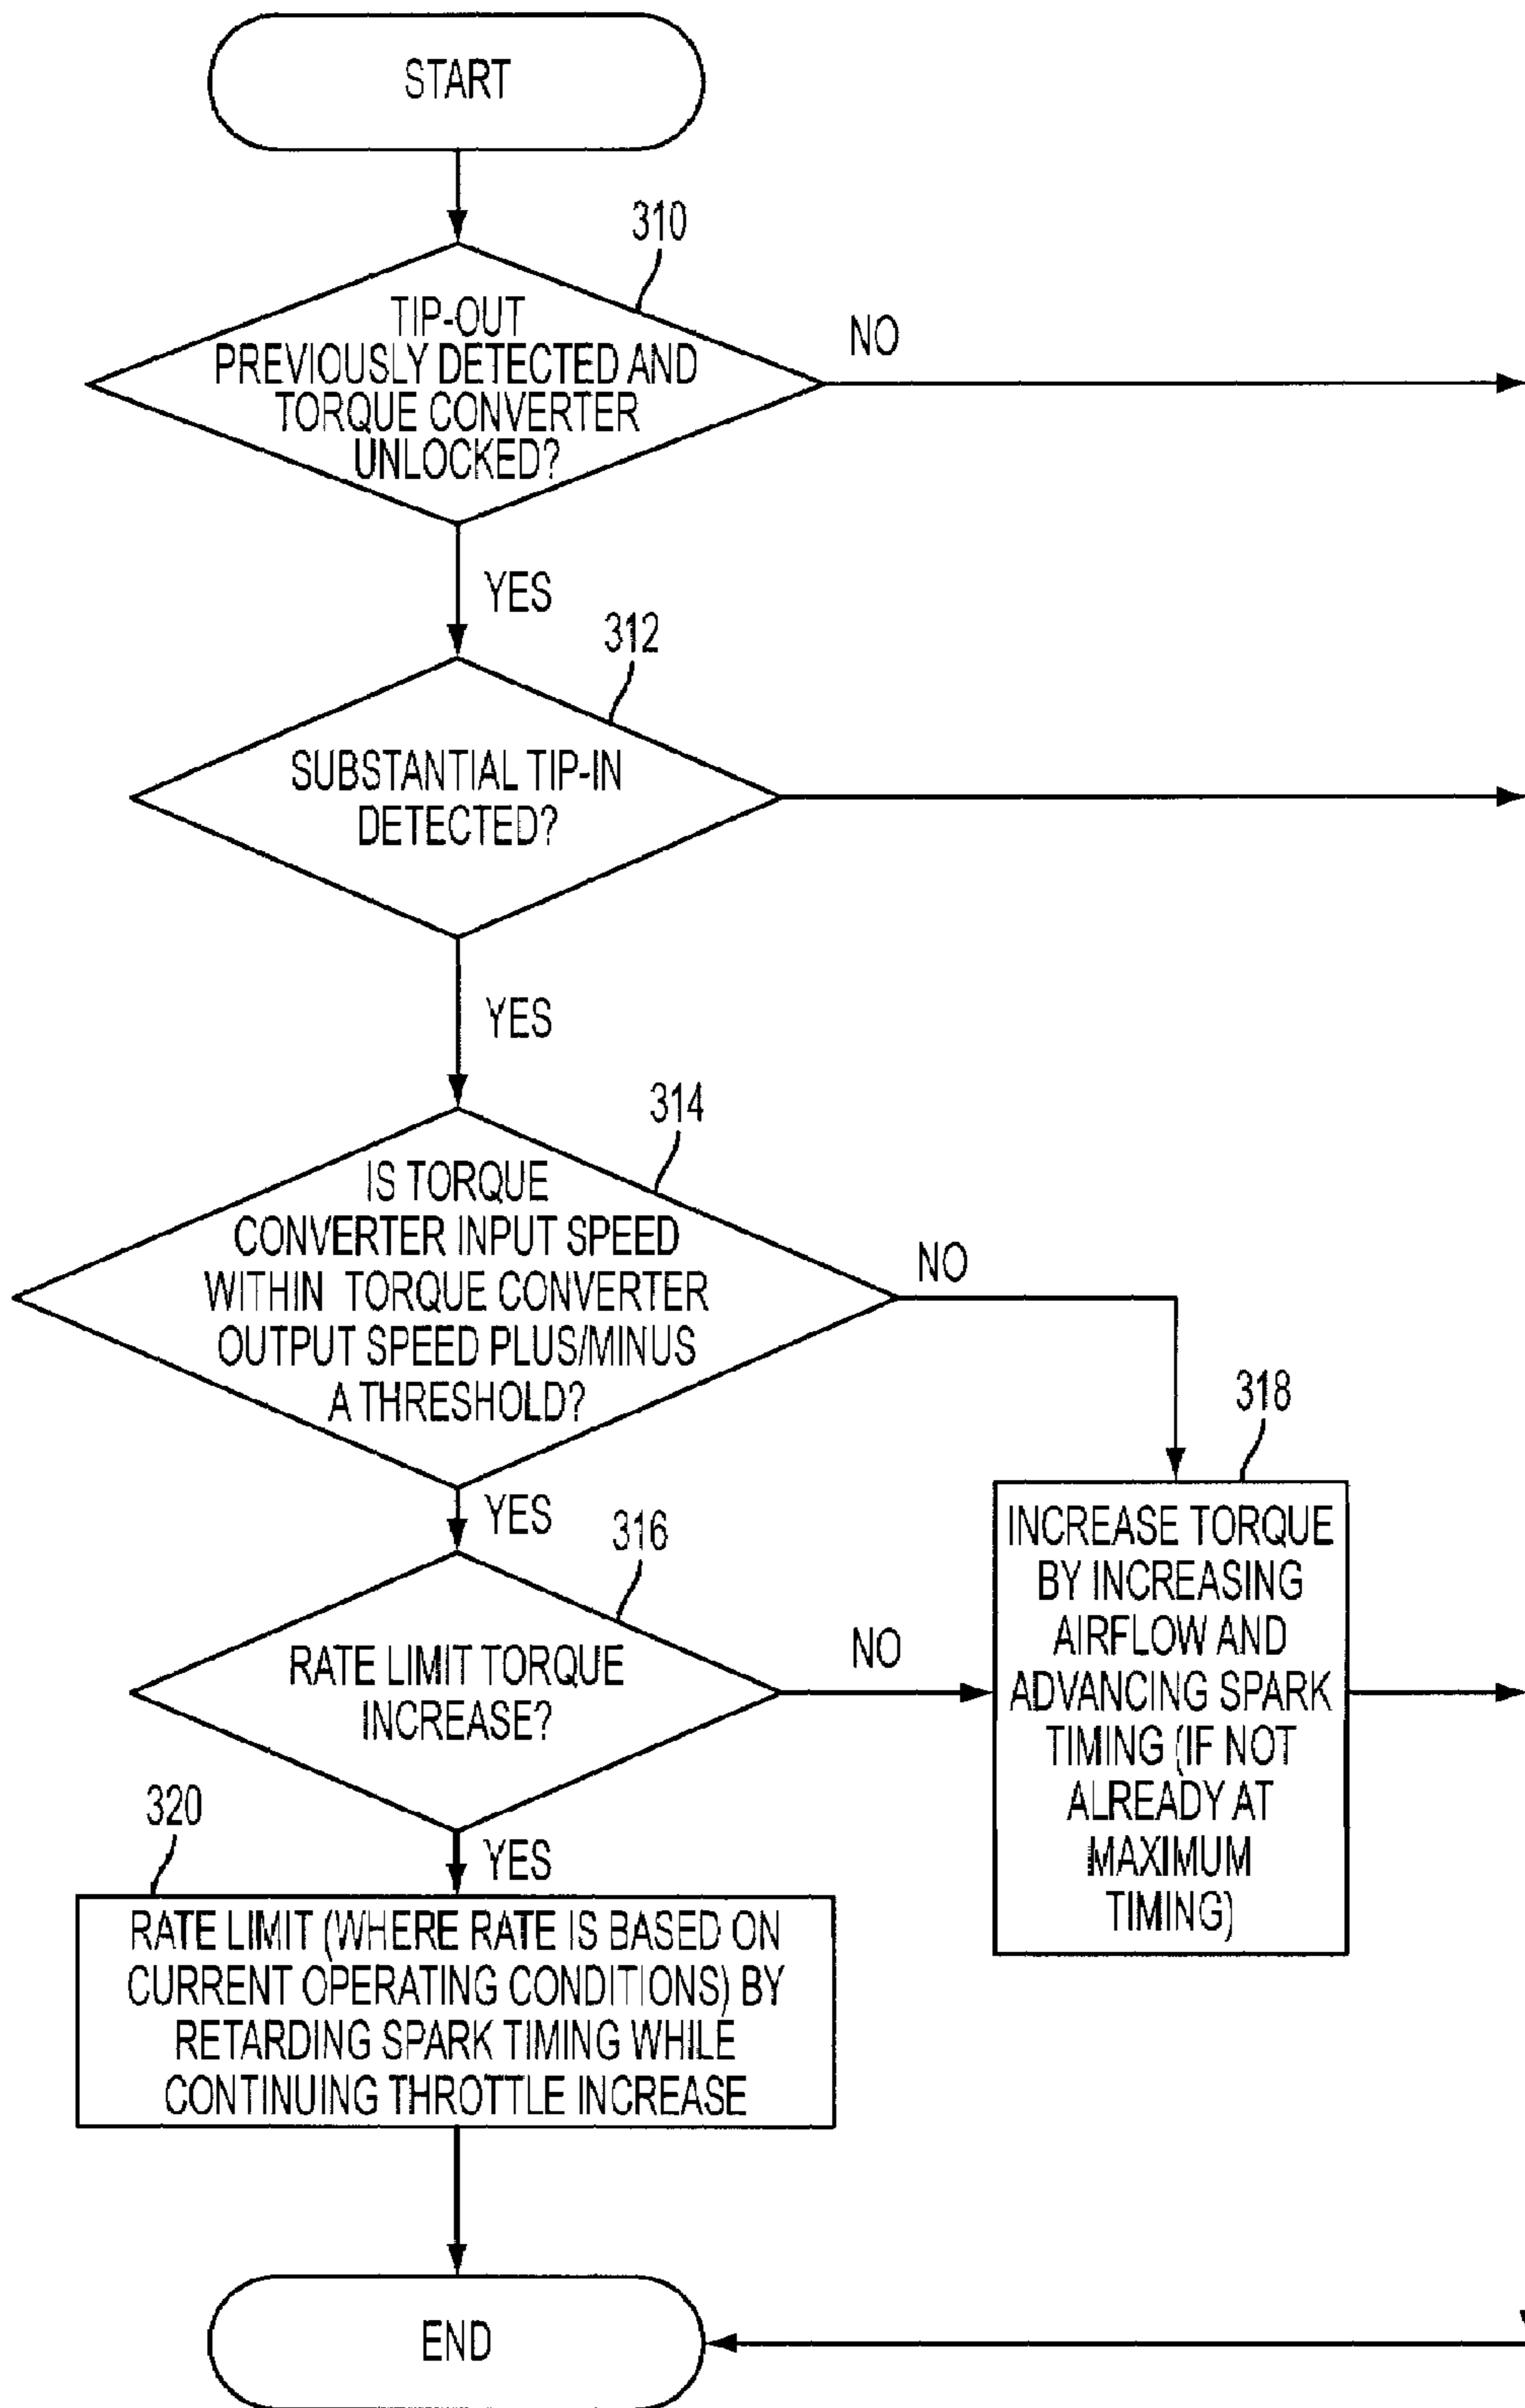 START
310
TIP-OUT
PREVIOUSLY DETECTED AND
TORQUE CONVERTER
UNLOCKED?
NO
YES
312
SUBSTANTIAL TIP-IN
DETECTED?
YES
314
IS TORQUE
CONVERTER INPUT SPEED
WITHIN TORQUE CONVERTER
OUTPUT SPEED PLUS/MINUS
A THRESHOLD?
NO
YES
316
RATE LIMIT TORQUE
INCREASE?
NO
318
INCREASE TORQUE
BY INCREASING
AIRFLOW AND
ADVANCING SPARK
TIMING (IF NOT
ALREADY AT
MAXIMUM
TIMING)
YES
320
RATE LIMIT (WHERE RATE IS BASED ON
CURRENT OPERATING CONDITIONS) BY
RETARDING SPARK TIMING WHILE
CONTINUING THROTTLE INCREASE
END